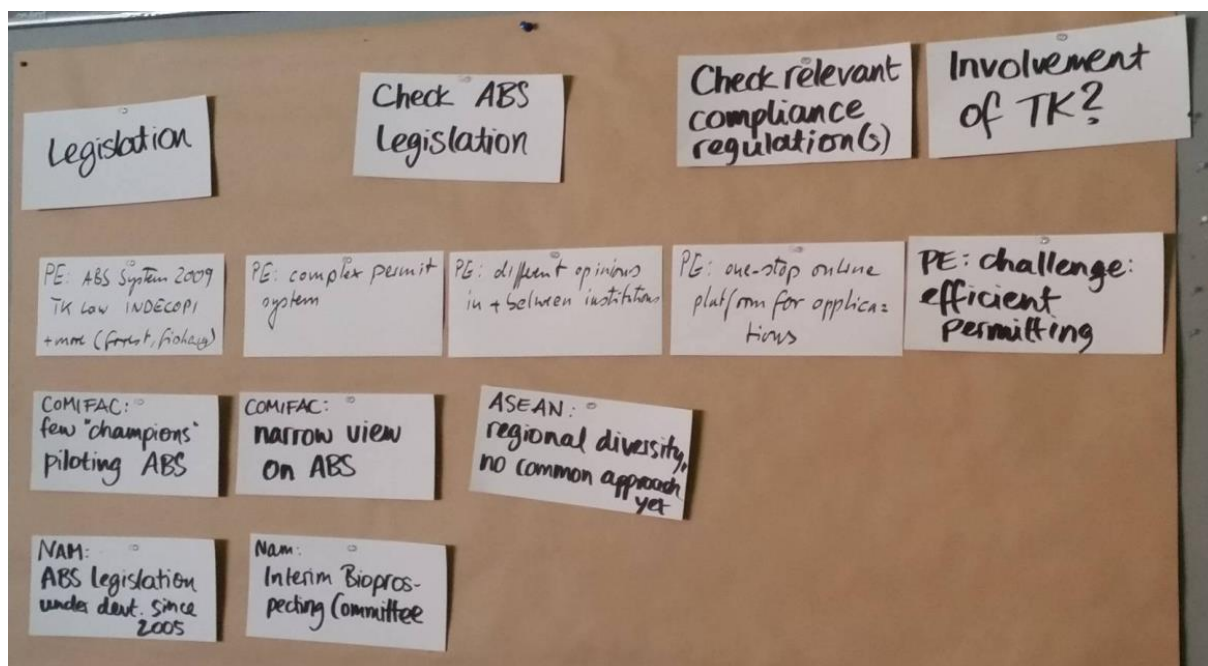 Legislation
Check ABS
Legislation
Check relevant
compliance
regulation(s)
Involvement
of TK?
PE: ABS System 2009
TK Law INDECOPI
+more (forest, fishery)
PE: complex permit
system
PE: different opinions
in + between institutions
PE: one-stop online
platform for applica=
tions
PE: challenge:
efficient
permitting
COMIFAC:
few "champions"
piloting ABS
COMIFAC:
narrow view
on ABS
ASEAN:
regional diversity,
no common approach
yet
NAM:
ABS legislation
under devt. since
2005
Nam:
Interim Biopros-
pecting Committee